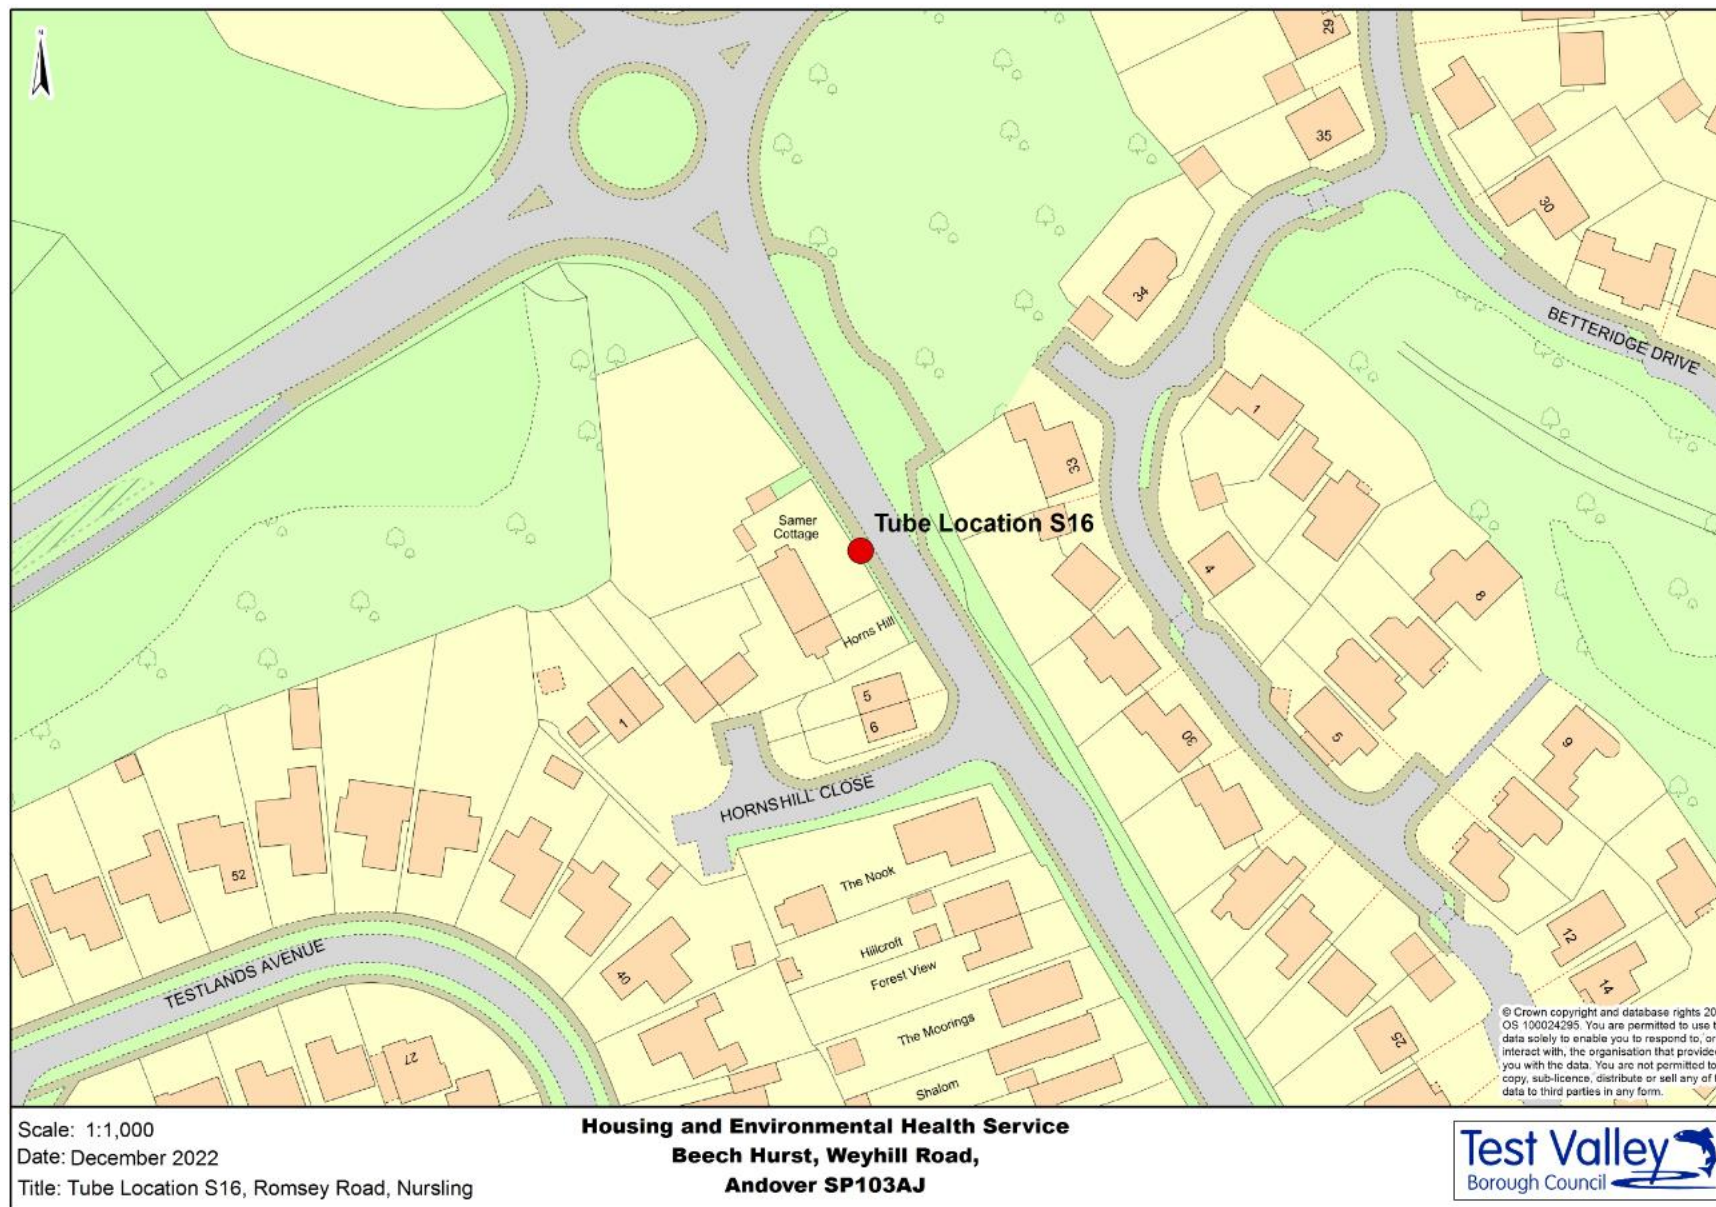 N
29
35
30
34
BETTERIDGE DRIVE
1
33
Samer
Cottage
Tube Location S16
4
8
Horns Hill
5
6
1
30
5
9
HORNSHILL CLOSE
The Nook
52
Hillcroft
Forest View
40
TESTLANDS AVENUE
12
14
The Moorings
25
27
Shalom
© Crown copyright and database rights 20
OS 100024295. You are permitted to use t
data solely to enable you to respond to, or
interact with, the organisation that provide
you with the data. You are not permitted to
copy, sub-licence, distribute or sell any of t
data to third parties in any form.
Scale: 1:1,000
Date: December 2022
Title: Tube Location S16, Romsey Road, Nursling
Housing and Environmental Health Service
Beech Hurst, Weyhill Road,
Andover SP103AJ
Test Valley
Borough Council